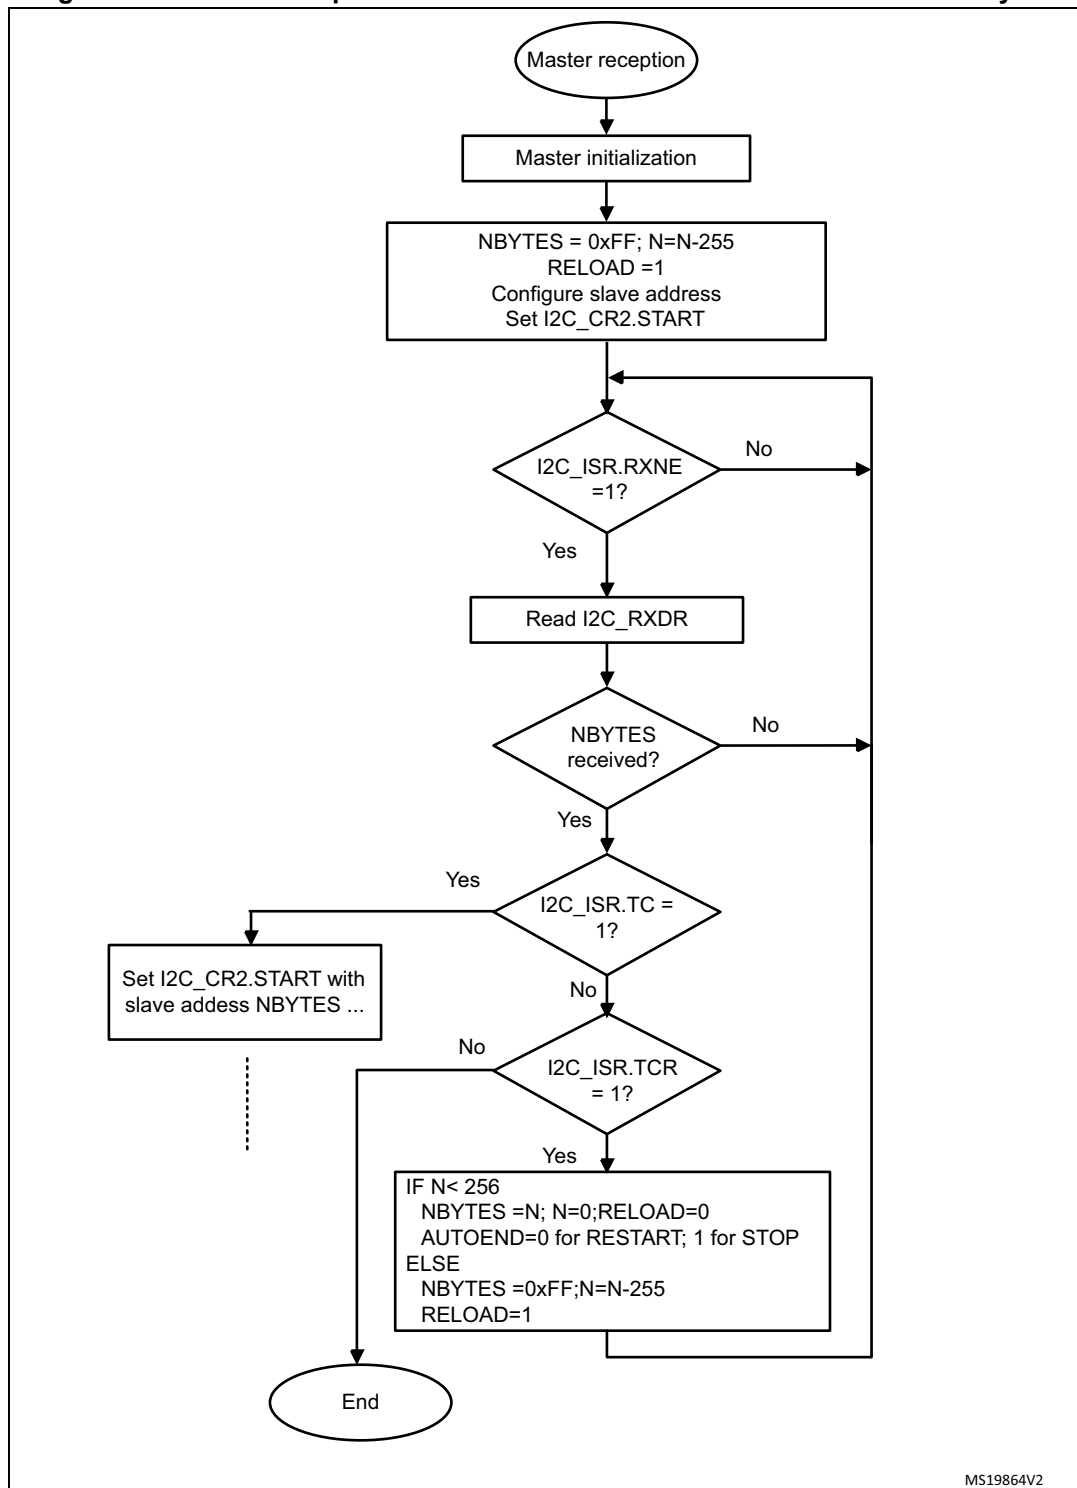 Master reception
Master initialization
NBYTES = 0xFF; N=N-255
RELOAD =1
Configure slave address
Set I2C_CR2.START
I2C_ISR.RXNE
=1?
No
Yes
Read I2C_RXDR
NBYTES
received?
No
Yes
I2C_ISR.TC =
1?
Yes
Set I2C_CR2.START with
slave addess NBYTES ...
No
I2C_ISR.TCR
= 1?
No
Yes
IF N< 256
NBYTES =N; N=0;RELOAD=0
AUTOEND=0 for RESTART; 1 for STOP
ELSE
NBYTES =0xFF;N=N-255
RELOAD=1
End
MS19864V2